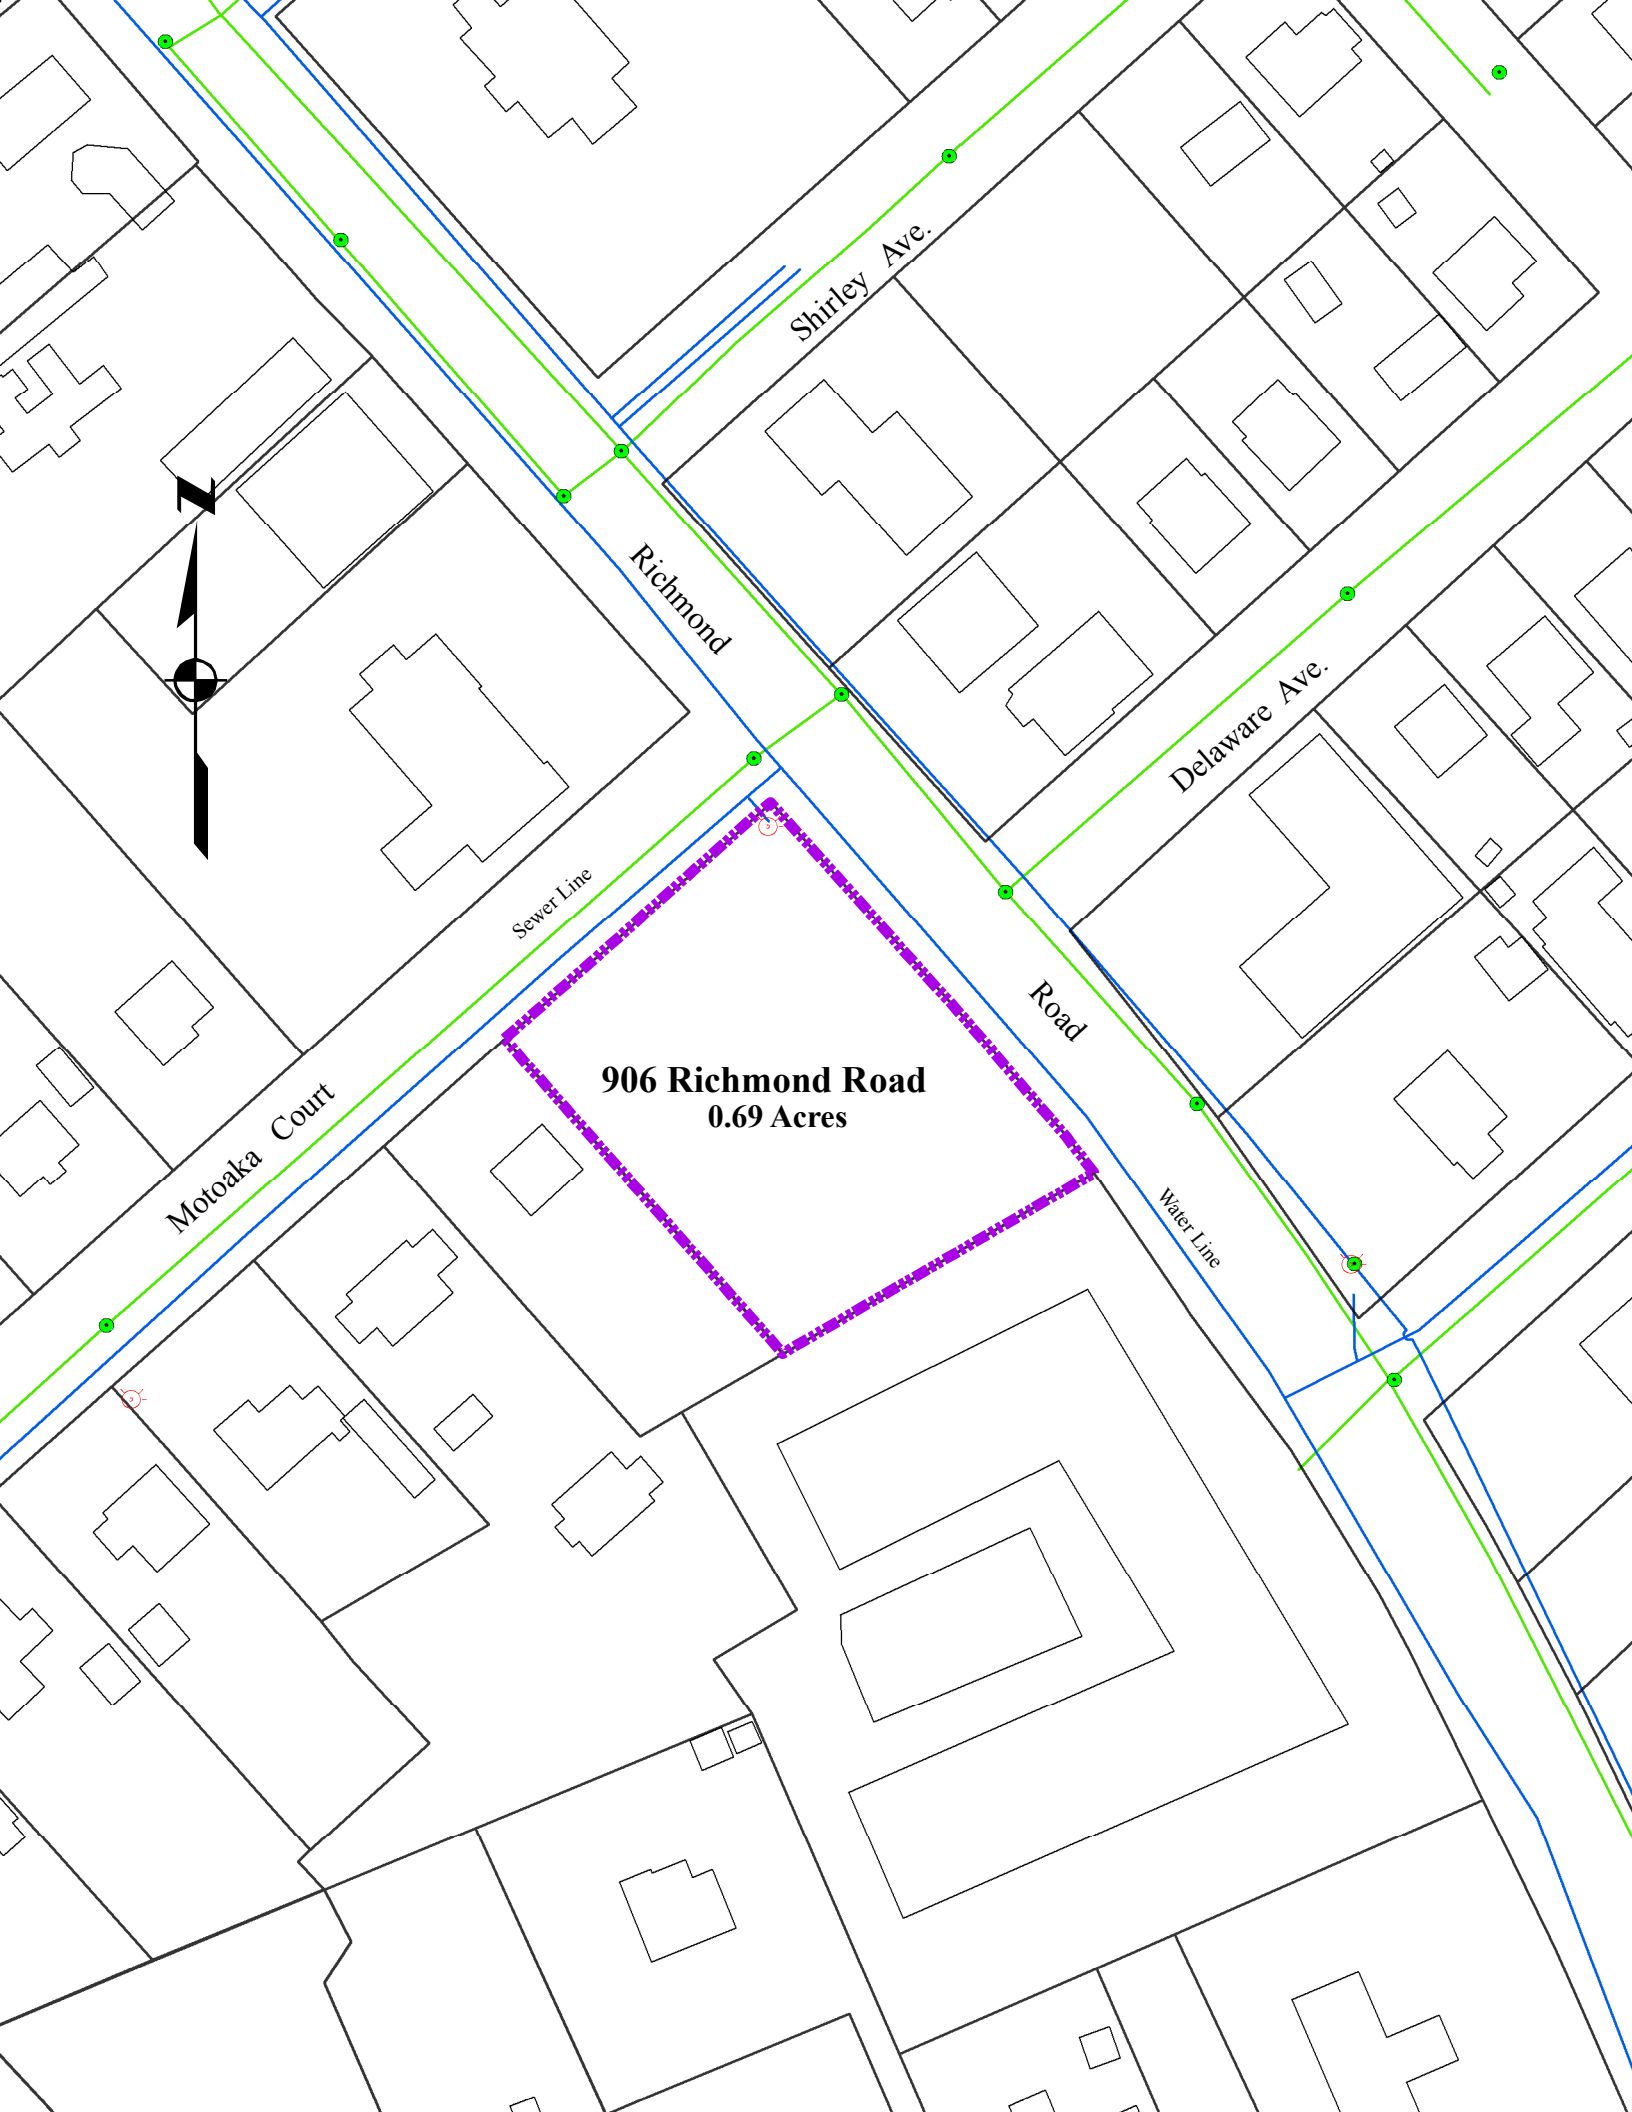 Shirley Ave.
N
Richmond
Delaware Ave.
Sewer Line
Road
906 Richmond Road
0.69 Acres
Motoaka Court
Water Line